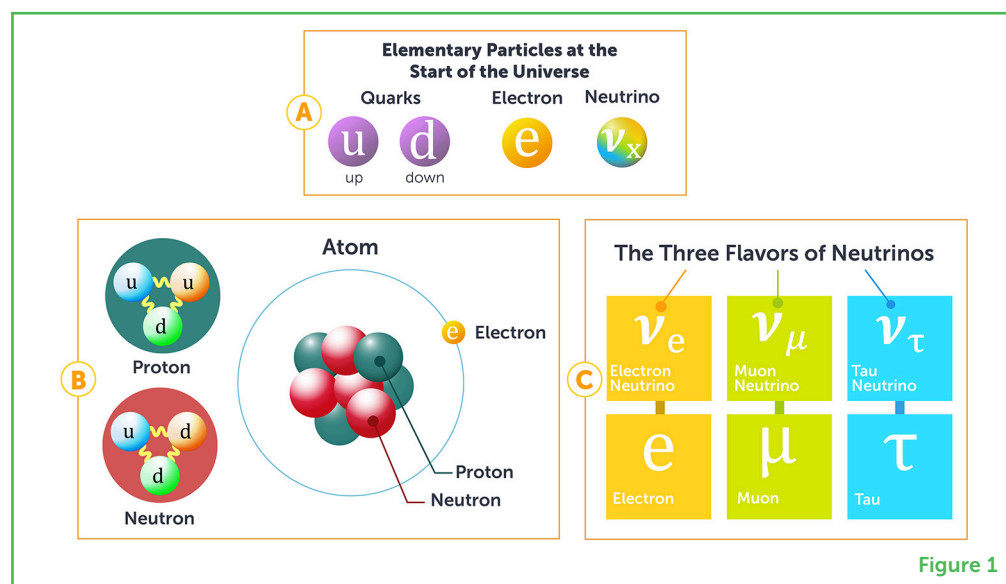 Elementary Particles at the
Start of the Universe
Quarks
Electron
Neutrino
A
u
d
e
νx
up
down
B
Atom
u
u
d
Proton
u
d
d
Neutron
e
Electron
Proton
Neutron
C
The Three Flavors of Neutrinos
νe
Electron
Neutrino
νμ
Muon
Neutrino
ντ
Tau
Neutrino
e
Electron
μ
Muon
τ
Tau
Figure 1